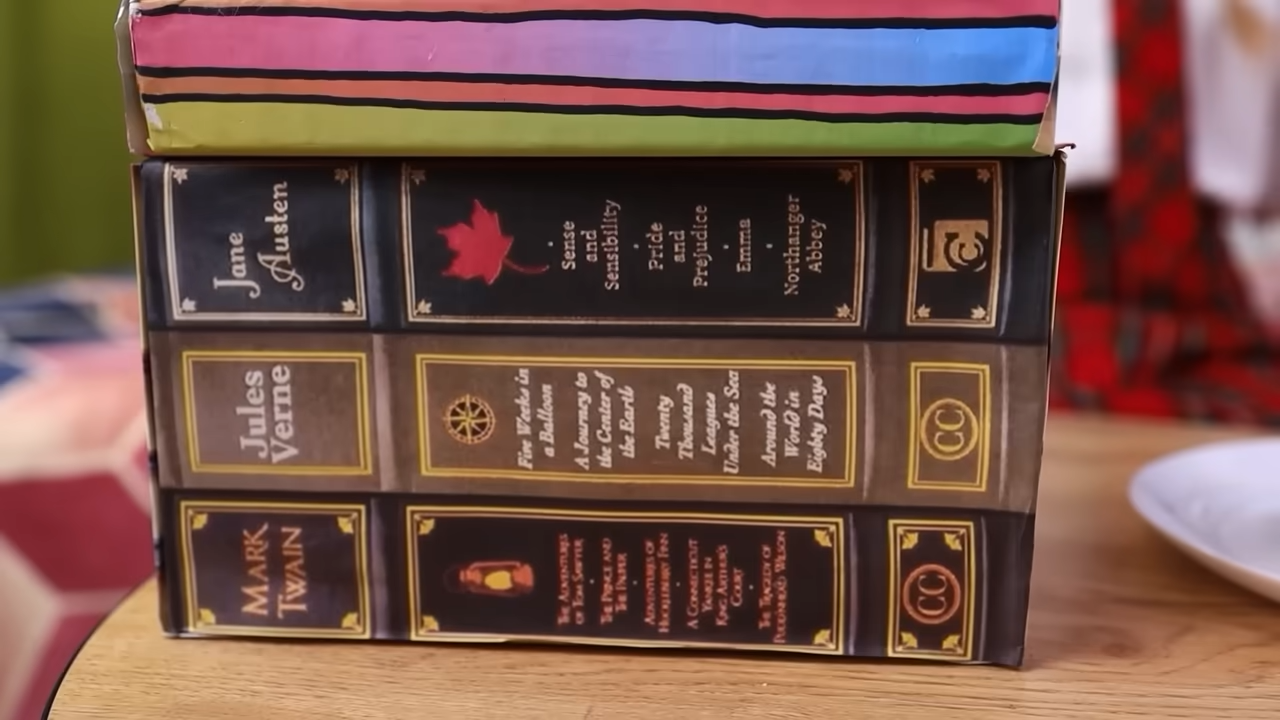 Jane
Austen
Sense
and
Sensibility
Pride
and
Prejudice
Emma
Northanger
Abbey
Jules
Verne
Five Weeks in
a Balloon
A Journey to
the Center of
the Earth
Twenty
Thousand
Leagues
Under the Sea
Around the
World in
Eighty Days
CC
MARK
TWAIN
THE ADVENTURES
OF TOM SAWYER
THE PRINCE AND
THE PAUPER
ADVENTURES OF
HUCKLEBERRY FINN
A CONNECTICUT
YANKEE IN
KING ARTHUR'S
COURT
THE TRAGEDY OF
PUDD'NHEAD WILSON
CC